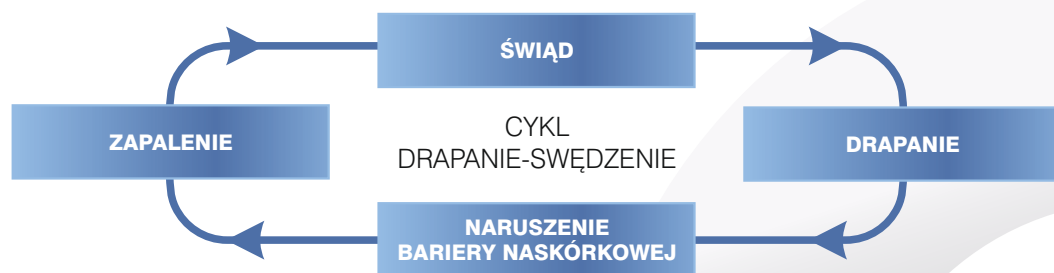 ŚWIĄD
ZAPALENIE
CYKL
DRAPANIE-SWĘDZENIE
DRAPANIE
NARUSZENIE
BARIERY NASKÓRKOWEJ